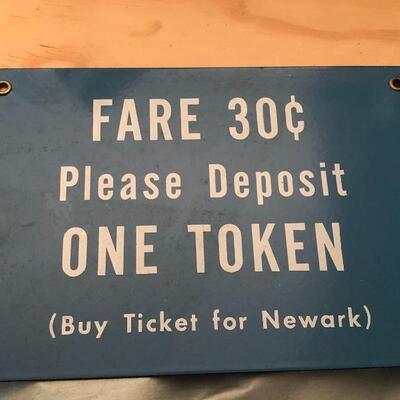 FARE 30¢
Please Deposit
ONE TOKEN
(Buy Ticket for Newark)